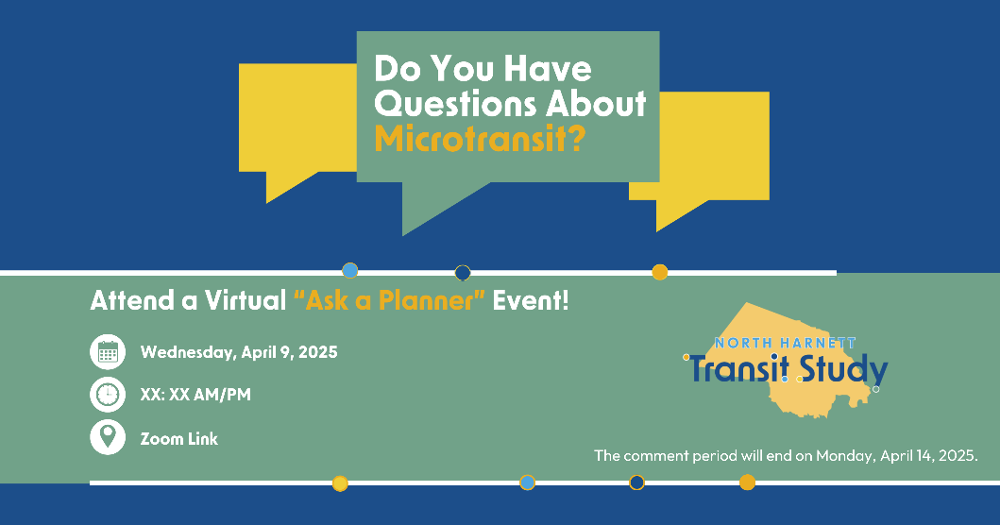 Do You Have
Questions About
Microtransit?
Attend a Virtual “Ask a Planner” Event!
Wednesday, April 9, 2025
XX: XX AM/PM
Zoom Link
NORTH HARNETT
Transit Study
The comment period will end on Monday, April 14, 2025.